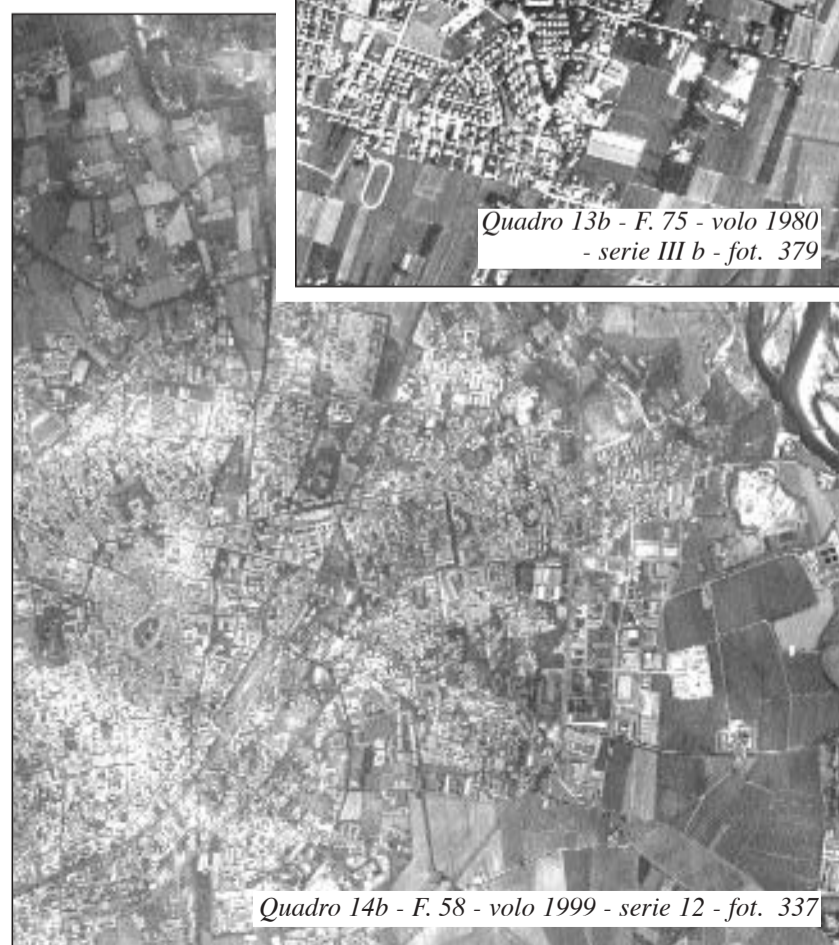 Quadro 13b - F. 75 - volo 1980
- serie III b - fot. 379
Quadro 14b - F. 58 - volo 1999 - serie 12 - fot. 337